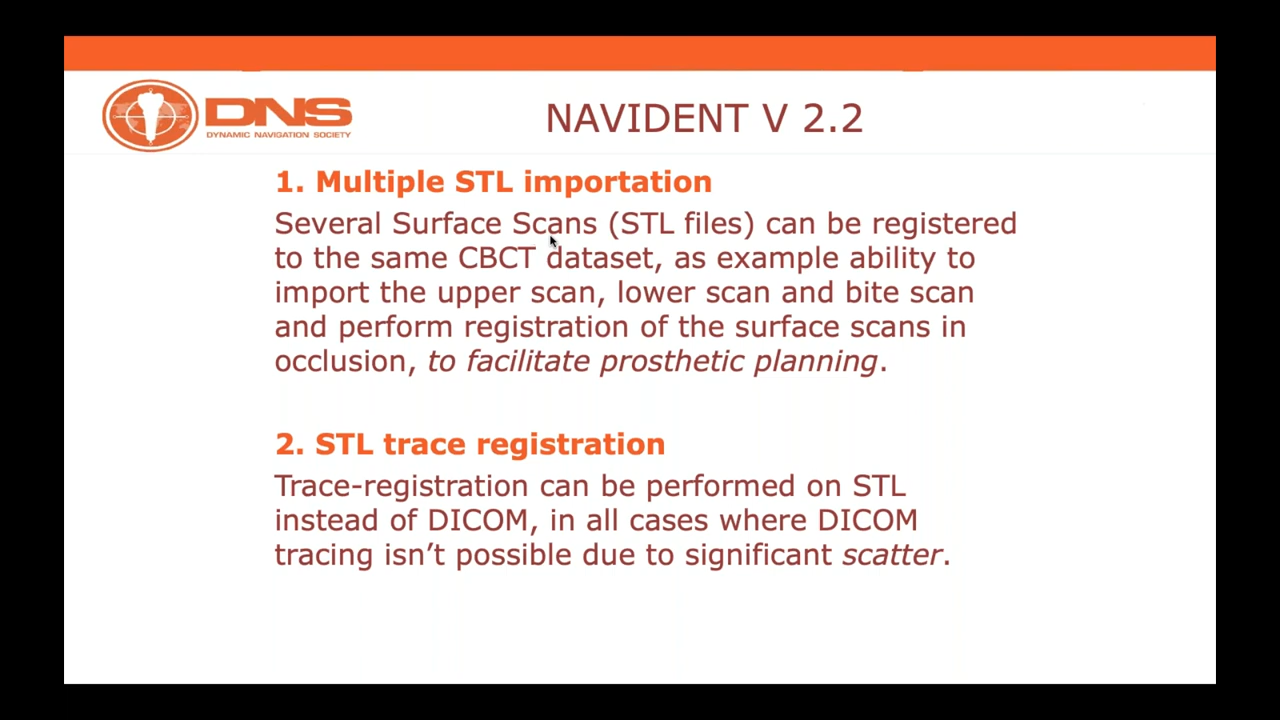 DNS
DYNAMIC NAVIGATION SOCIETY
NAVIDENT V 2.2
1. Multiple STL importation
Several Surface Scans (STL files) can be registered
to the same CBCT dataset, as example ability to
import the upper scan, lower scan and bite scan
and perform registration of the surface scans in
occlusion, to facilitate prosthetic planning.
2. STL trace registration
Trace-registration can be performed on STL
instead of DICOM, in all cases where DICOM
tracing isn’t possible due to significant scatter.